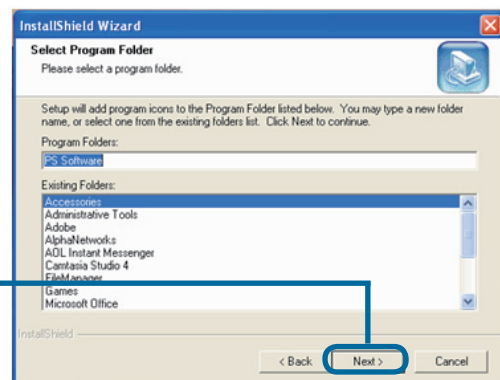 InstallShield Wizard
Select Program Folder
Please select a program folder.
Setup will add program icons to the Program Folder listed below. You may type a new folder
name, or select one from the existing folders list. Click Next to continue.
Program Folders:
PS Software
Existing Folders:
Accessories
Administrative Tools
Adobe
AlphaNetworks
AOL Instant Messenger
Camtasia Studio 4
FileManager
Games
Microsoft Office
InstallShield
< Back
Next >
Cancel